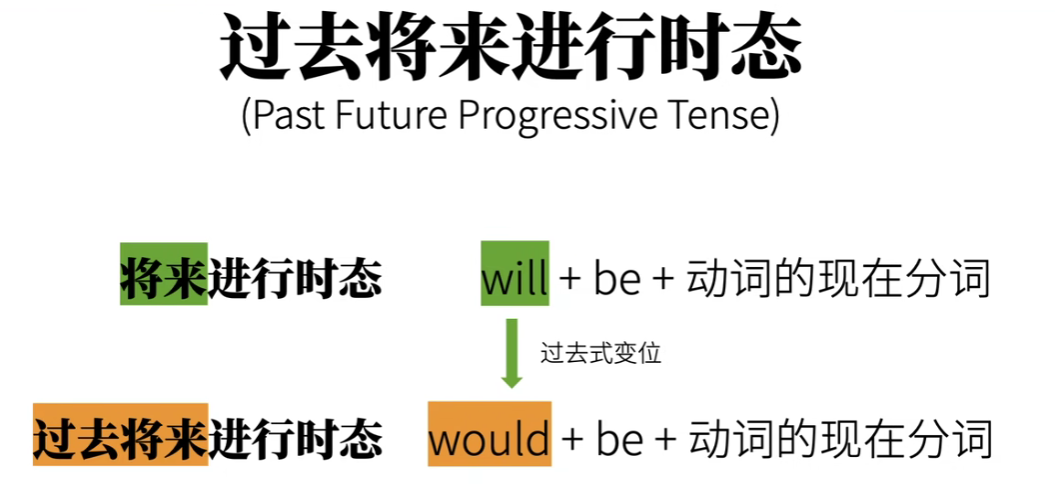 过去将来进行时态
(Past Future Progressive Tense)
将来进行时态 will + be + 动词的现在分词
过去式变位
过去将来进行时态 would + be + 动词的现在分词